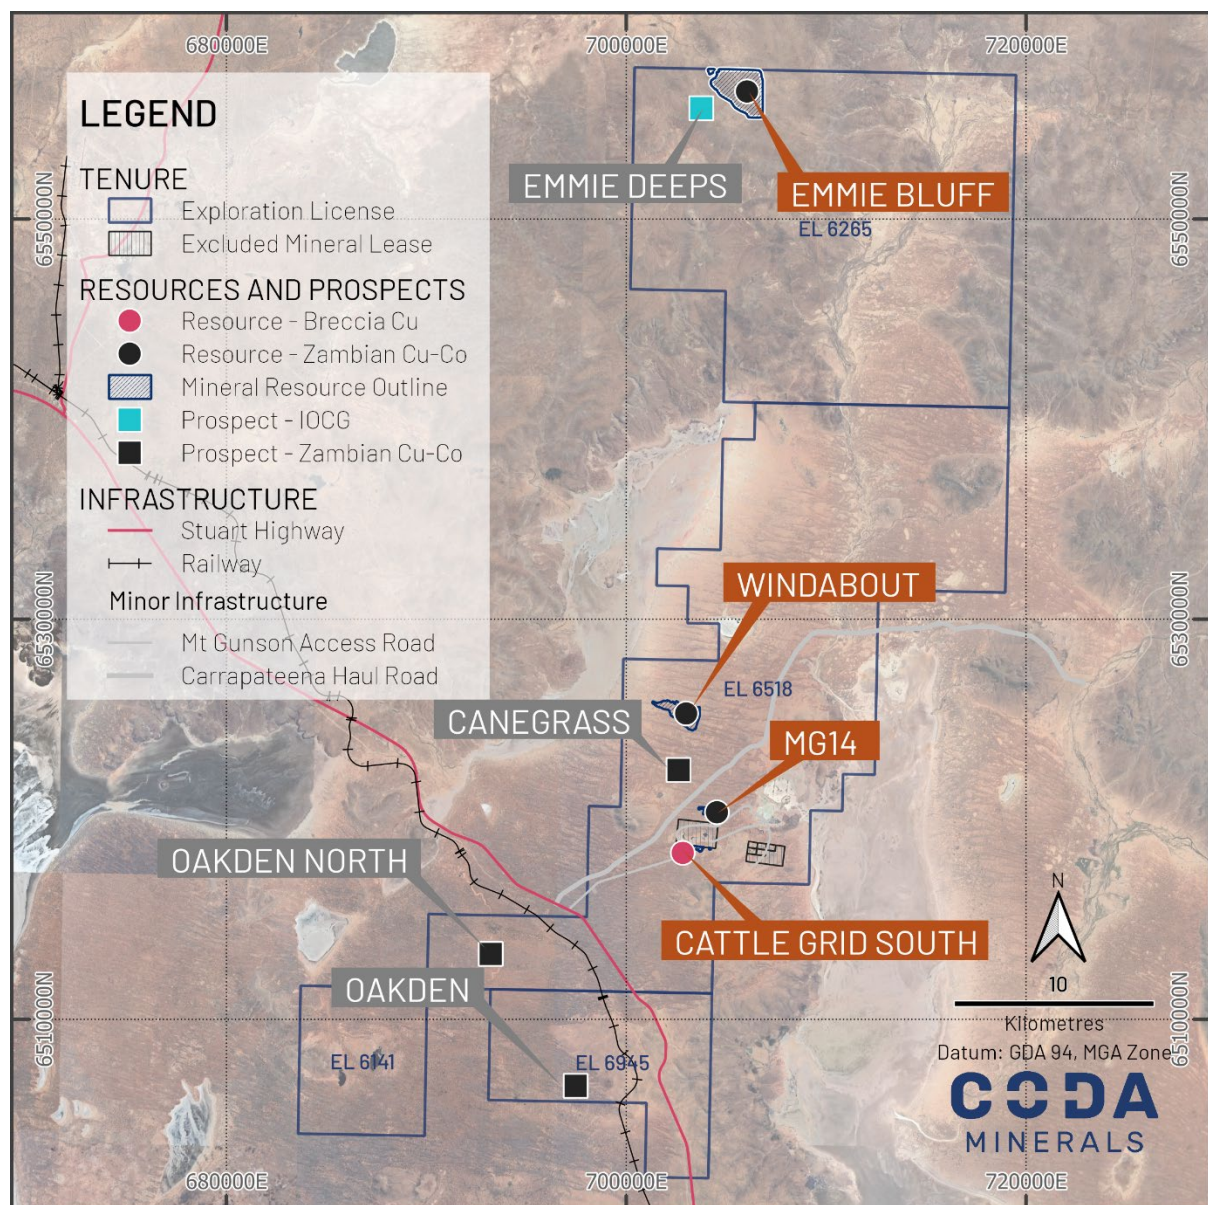 680000E
700000E
720000E
LEGEND
TENURE
Exploration License
Excluded Mineral Lease
RESOURCES AND PROSPECTS
Resource - Breccia Cu
Resource - Zambian Cu-Co
Mineral Resource Outline
Prospect - IOCG
Prospect - Zambian Cu-Co
INFRASTRUCTURE
Stuart Highway
Railway
Minor Infrastructure
Mt Gunson Access Road
Carrapateena Haul Road
EMMIE DEEPS
EMMIE BLUFF
EL 6265
6550000N
6550000N
WINDABOUT
6530000N
6530000N
EL 6518
CANEGRASS
MG14
OAKDEN NORTH
CATTLE GRID SOUTH
OAKDEN
N
10
Kilometres
Datum: GDA 94, MGA Zone
6510000N
6510000N
EL 6141
EL 6945
CODA
MINERALS
680000E
700000E
720000E